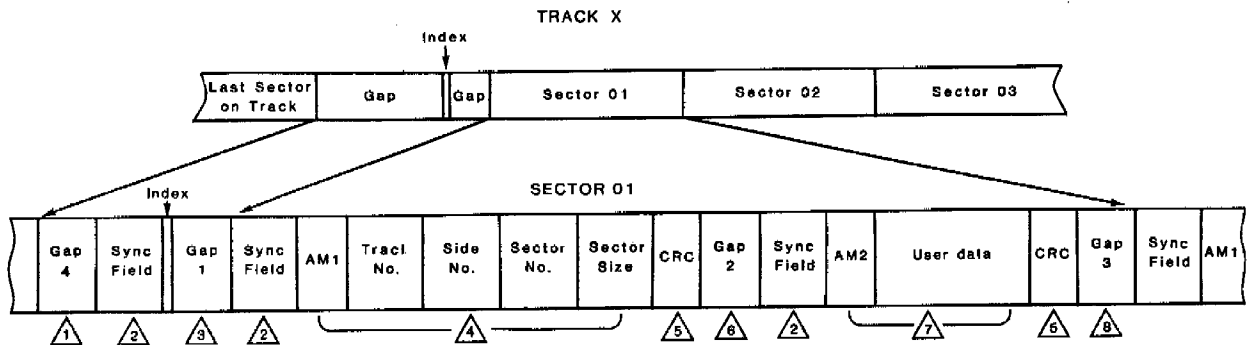 TRACK X
Index
Last Sector on Track
Gap
Gap
Sector 01
Sector 02
Sector 03
SECTOR 01
Index
Gap 4
Sync Field
Gap 1
Sync Field
AM1
Tracl No.
Side No.
Sector No.
Sector Size
CRC
Gap 2
Sync Field
AM2
User data
CRC
Gap 3
Sync Field
AM1
1
2
3
2
4
5
6
2
7
5
8